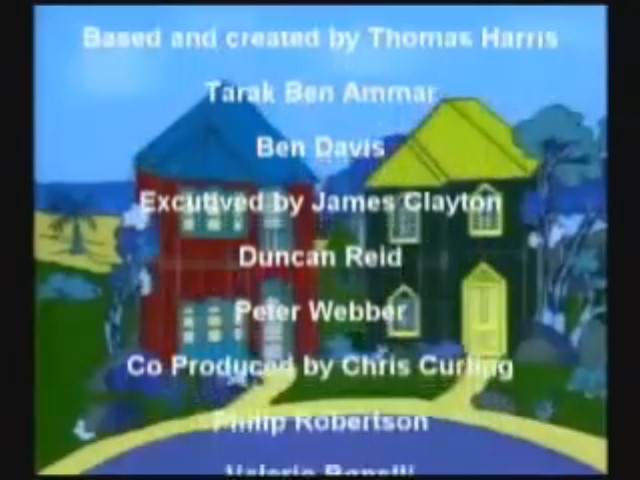 Based and created by Thomas Harris
Tarak Ben Ammar
Ben Davis
Excutived by James Clayton
Duncan Reid
Peter Webber
Co Produced by Chris Curling
Philip Robertson